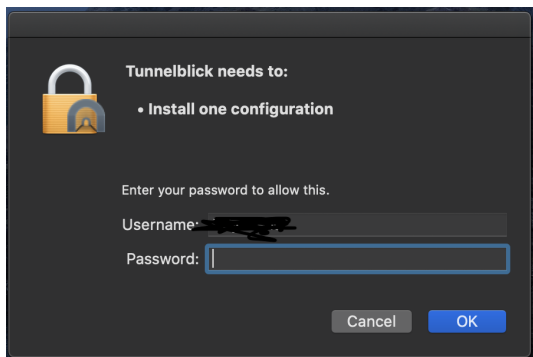 Tunnelblick needs to:
• Install one configuration
Enter your password to allow this.
Username:
Password:
Cancel
OK